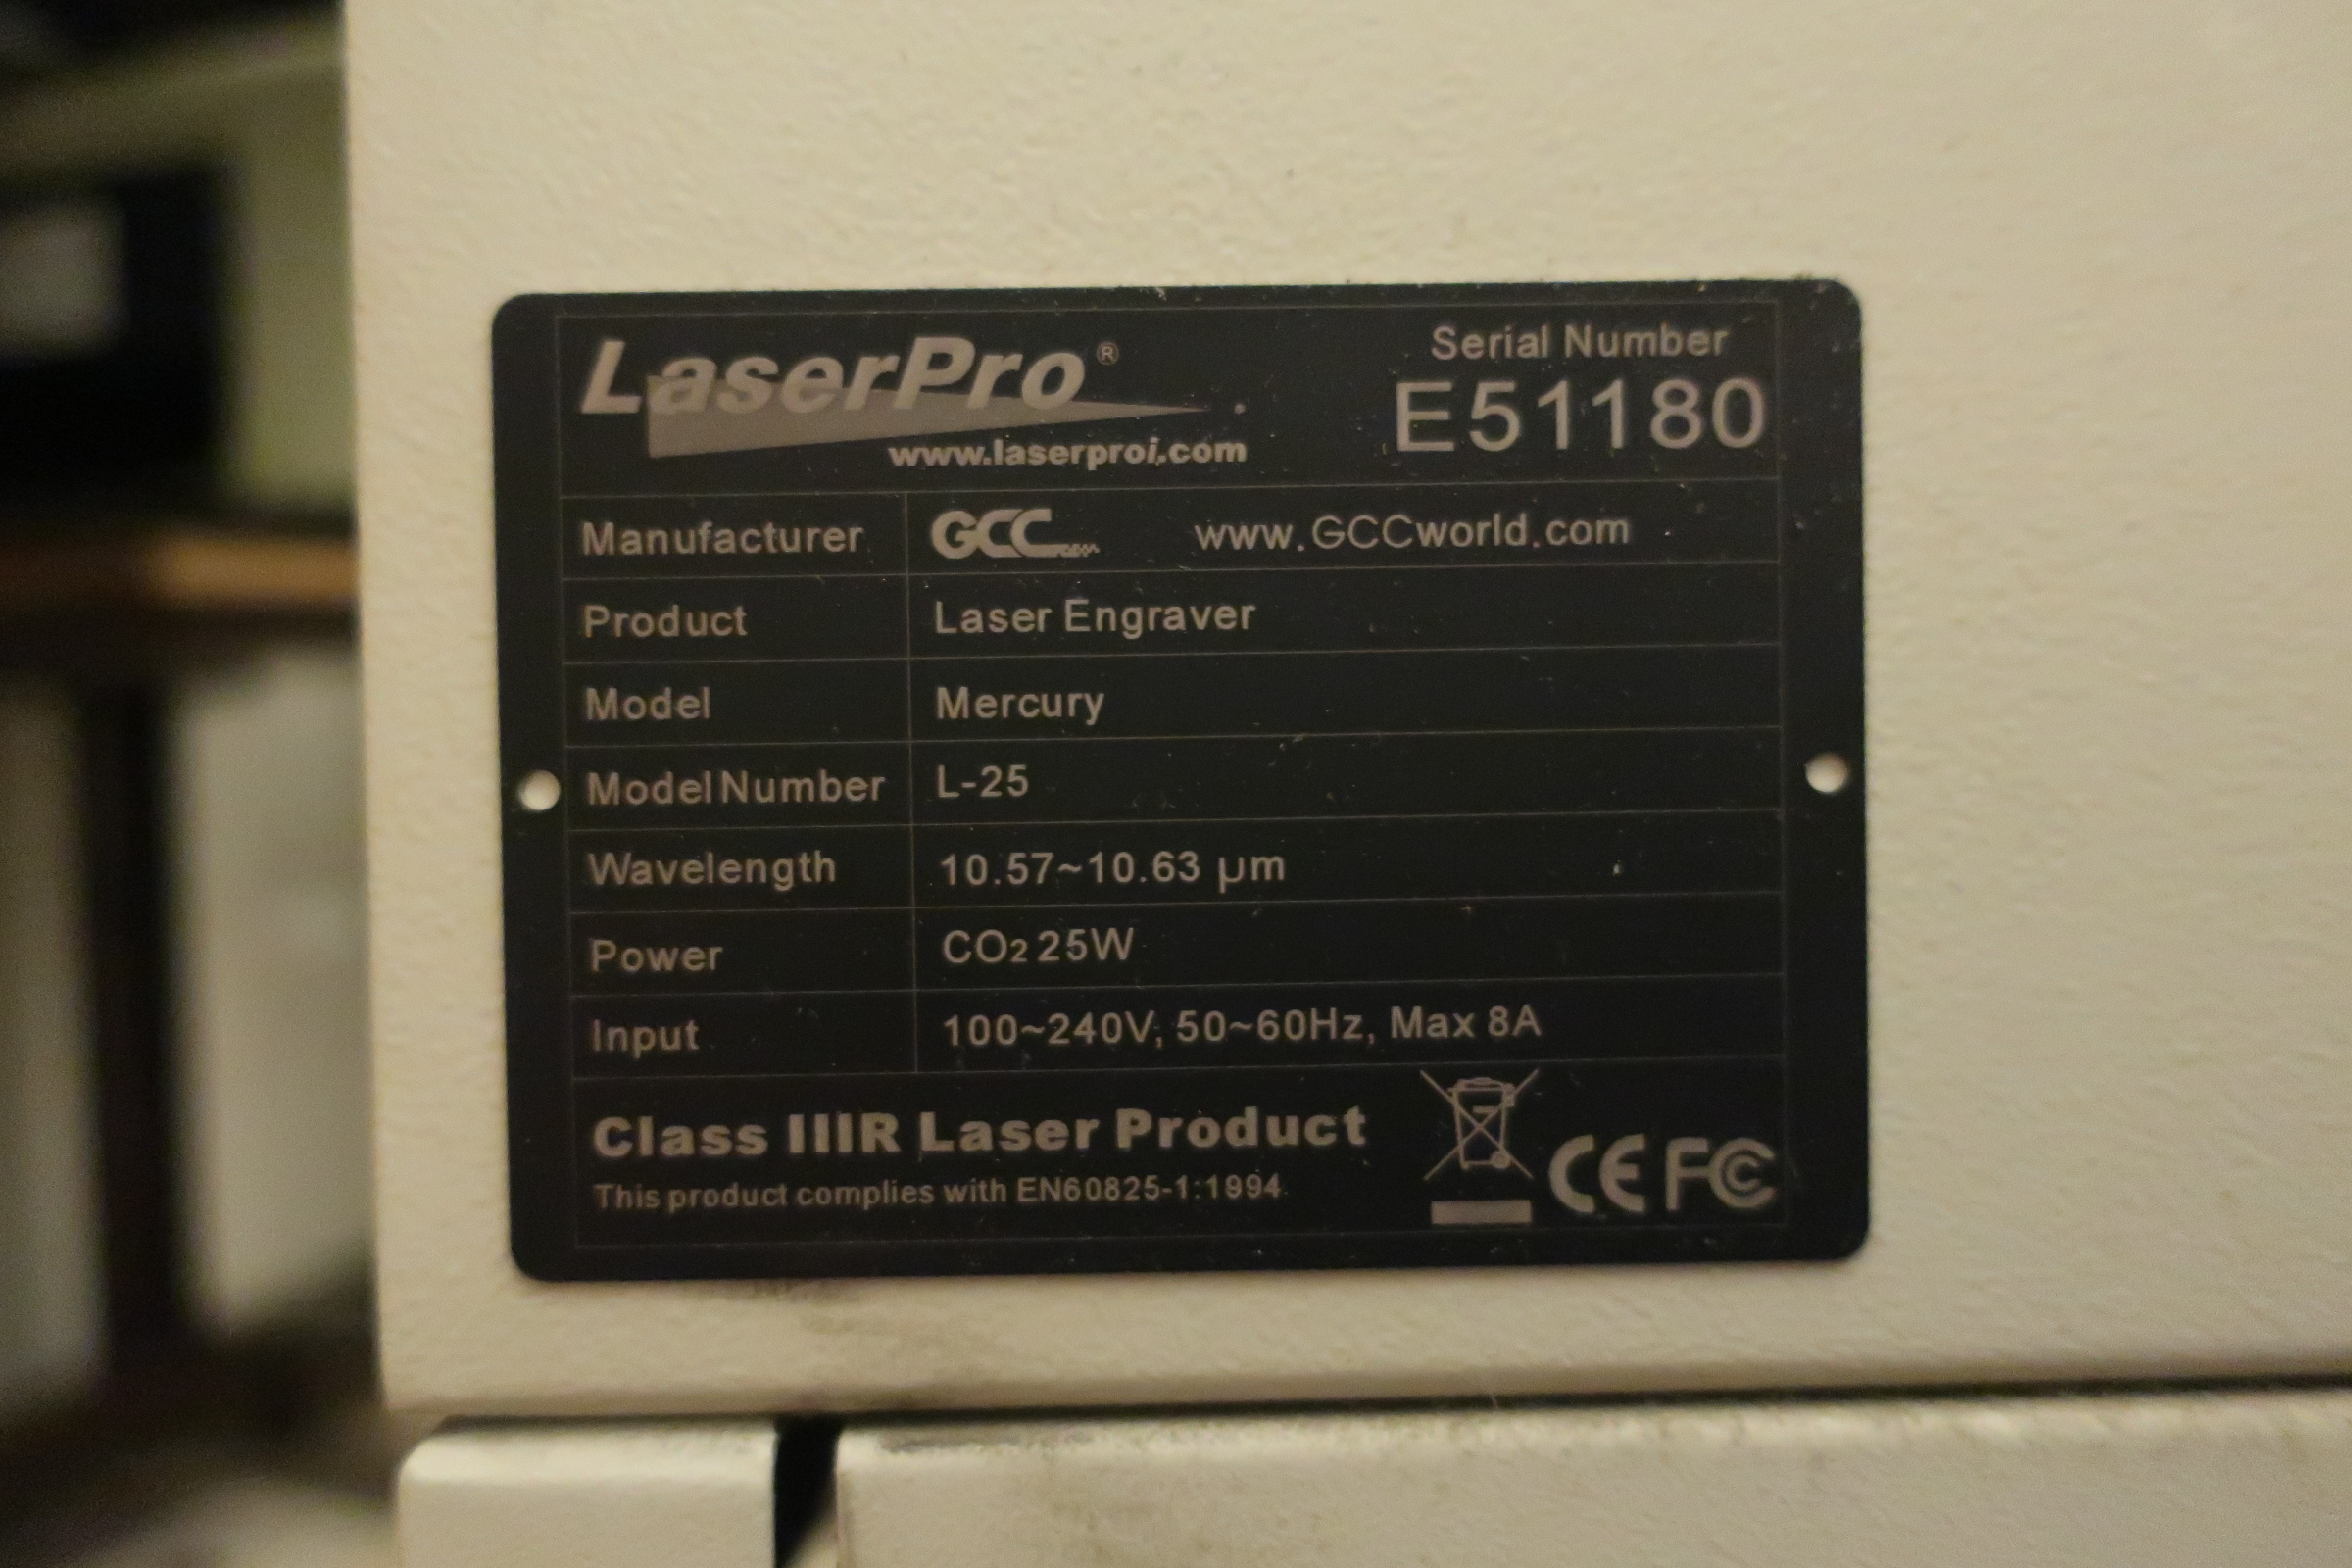 LaserPro®
www.laserproi.com
Serial Number
E51180
Manufacturer GCC www.GCCworld.com
Product Laser Engraver
Model Mercury
Model Number L-25
Wavelength 10.57~10.63 µm
Power CO2 25W
Input 100~240V, 50~60Hz, Max 8A
Class IIIR Laser Product
This product complies with EN60825-1:1994
CE FC